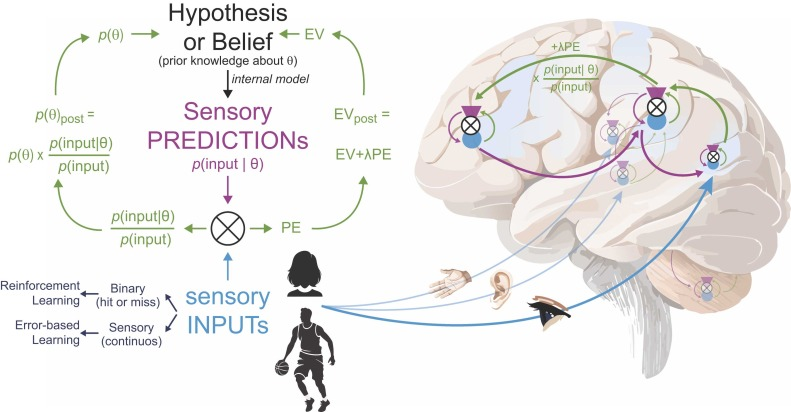 Hypothesis
or Belief
(prior knowledge about θ)
p(θ)
EV
internal model
Sensory
PREDICTIONs
p(input | θ)
p(θ)post =
p(θ) x p(input|θ)
p(input)
EVpost =
EV+λPE
p(input|θ)
p(input)
PE
sensory
INPUTs
Reinforcement
Learning
Binary
(hit or miss)
Error-based
Learning
Sensory
(continuos)
+λPE
x p(input| θ)
p(input)